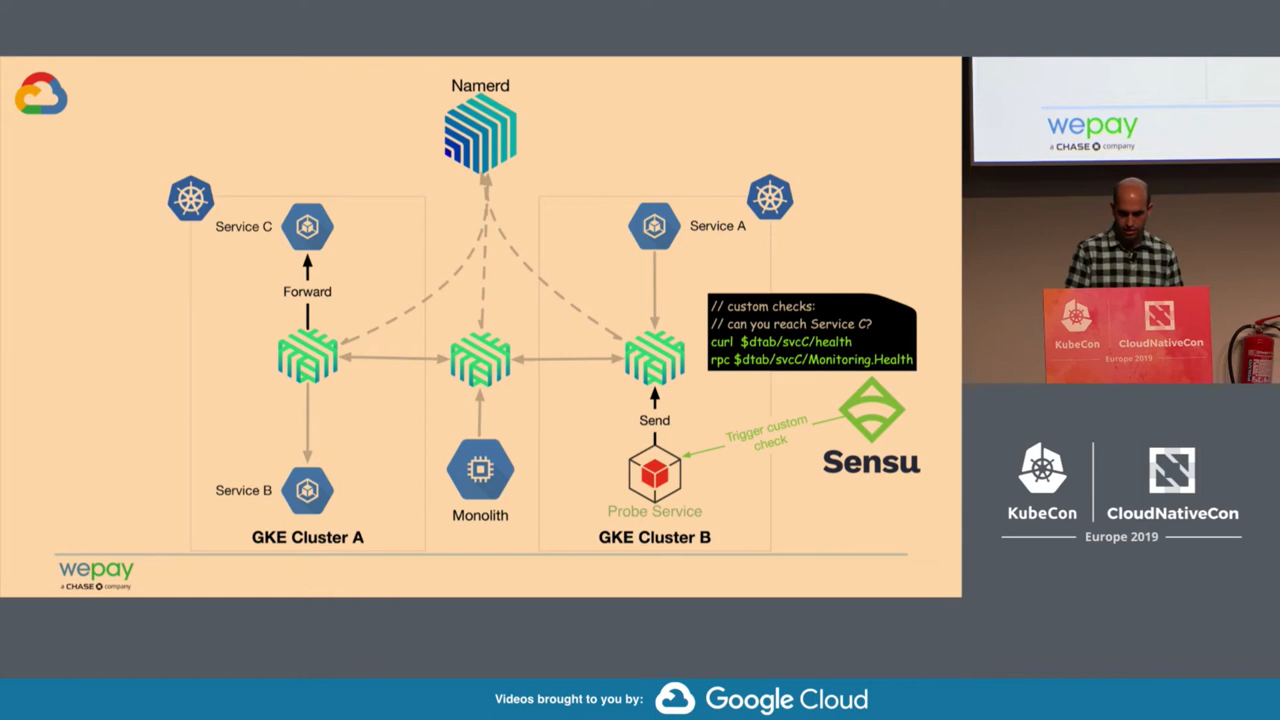 Namerd
Service C
Service A
Forward
// custom checks:
// can you reach Service C?
curl $dtab/svcC/health
rpc $dtab/svcC/Monitoring.Health
Send
Trigger custom
check
Sensu
Service B
Monolith
Probe Service
GKE Cluster A
GKE Cluster B
wepay
a CHASE company
wepay
a CHASE company
KubeCon
CloudNativeCon
Europe 2019
KubeCon
CloudNativeCon
Europe 2019
Videos brought to you by:
Google Cloud